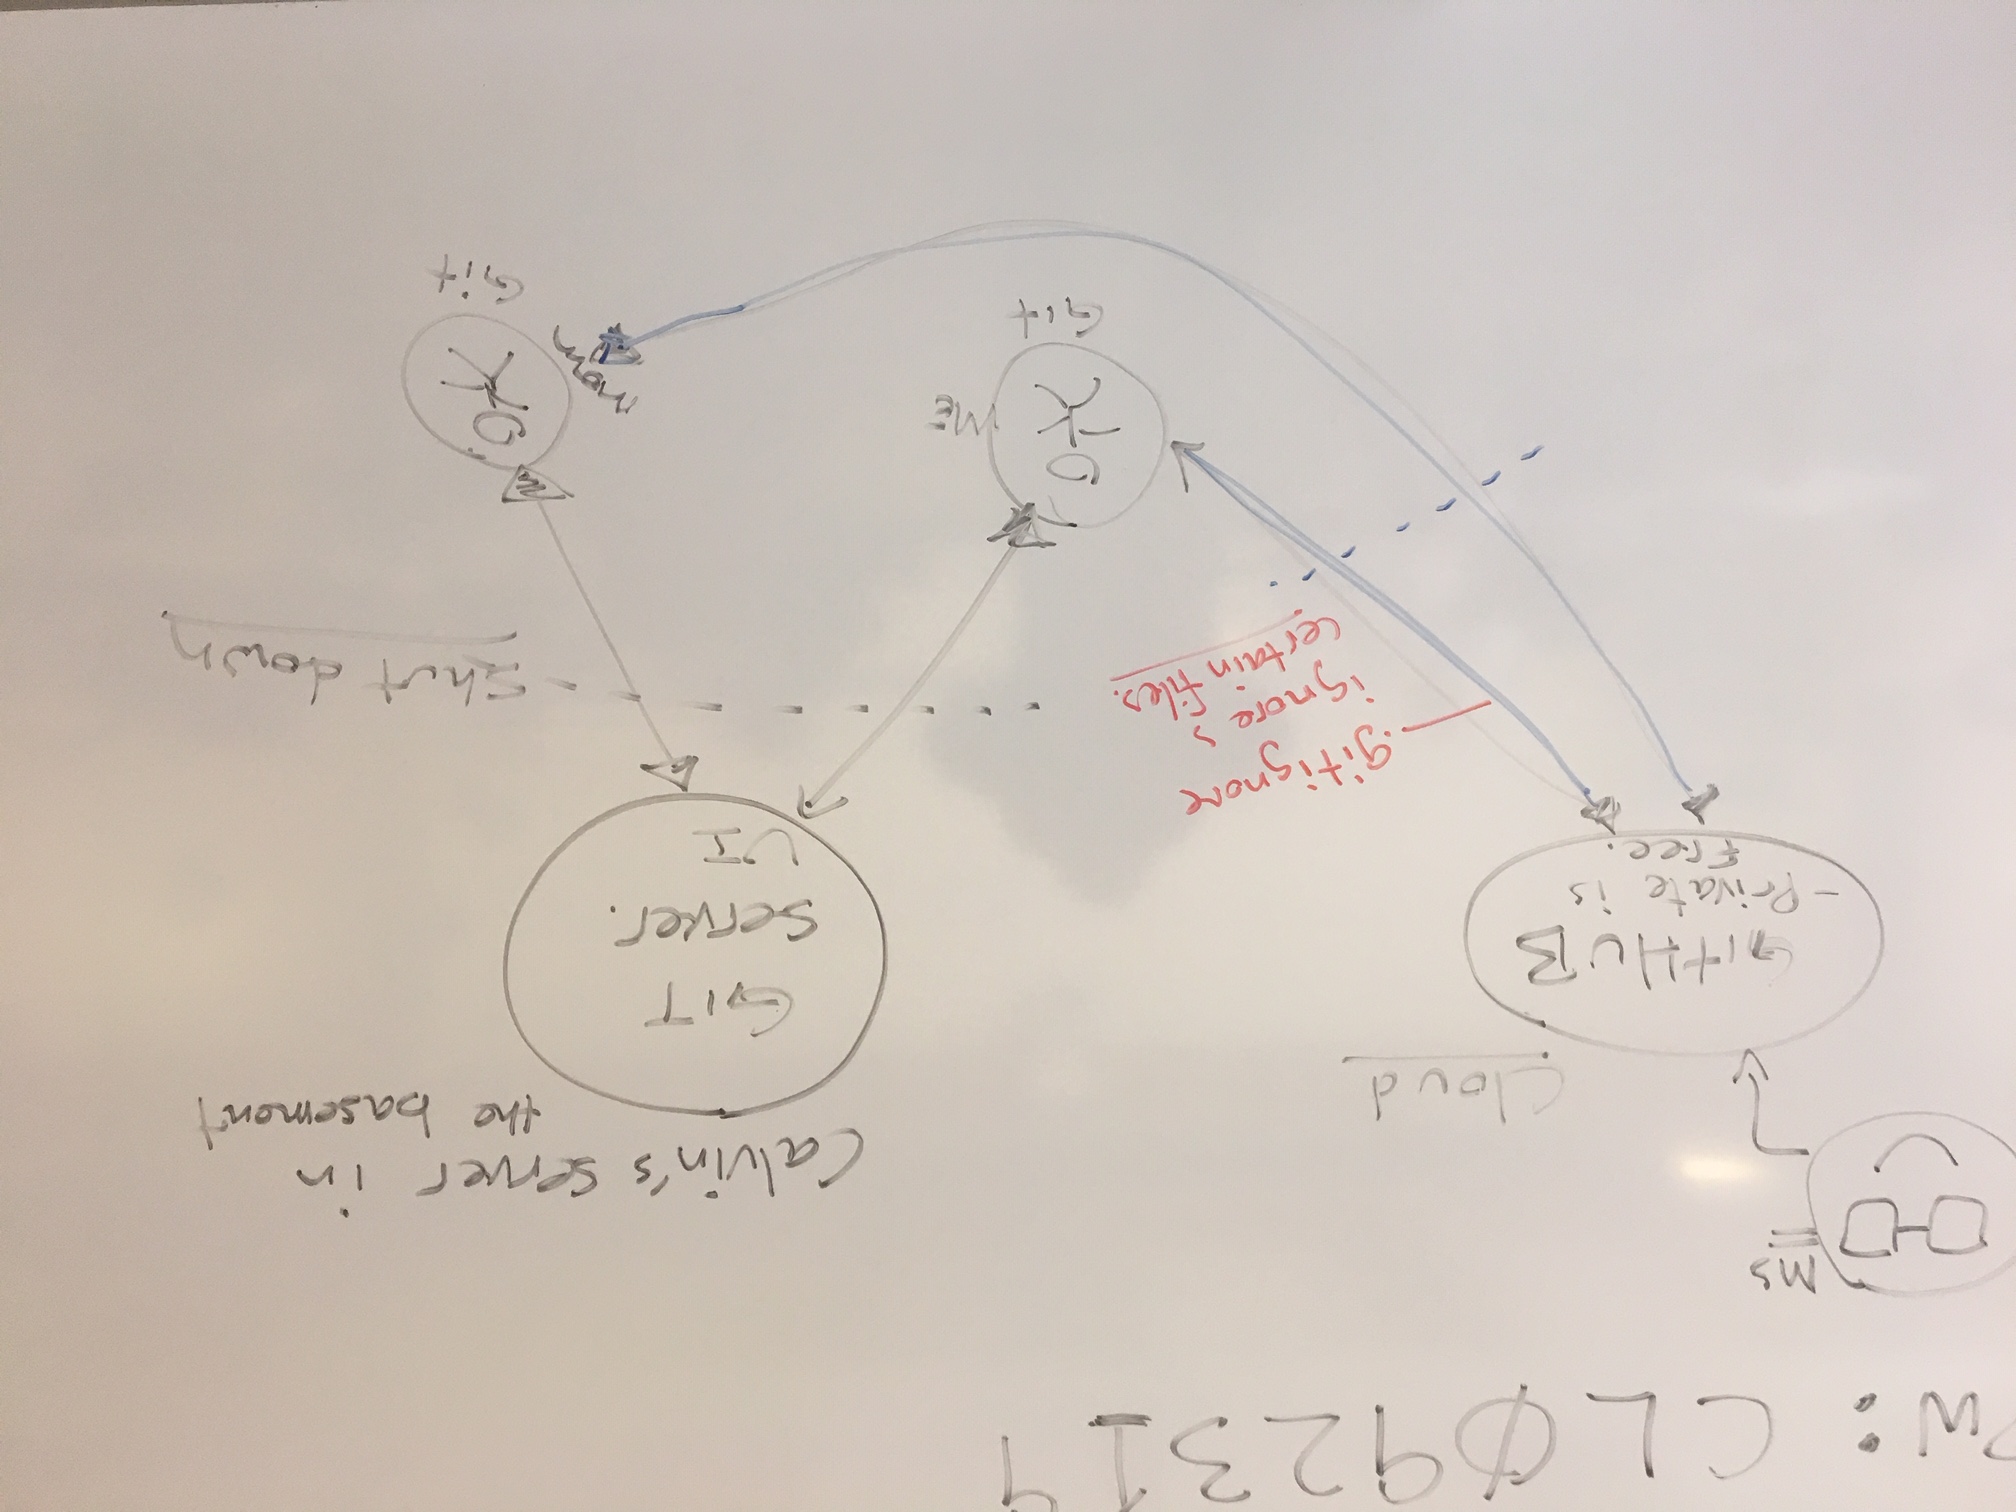 PW: CLØ92319
MS
Cloud
GitHUB
- Private is
Free.
Calvin's server in
the basement
GIT
Server.
UI
.gitignore
ignores
certain files.
Shut down
ME
Git
Mom
Git